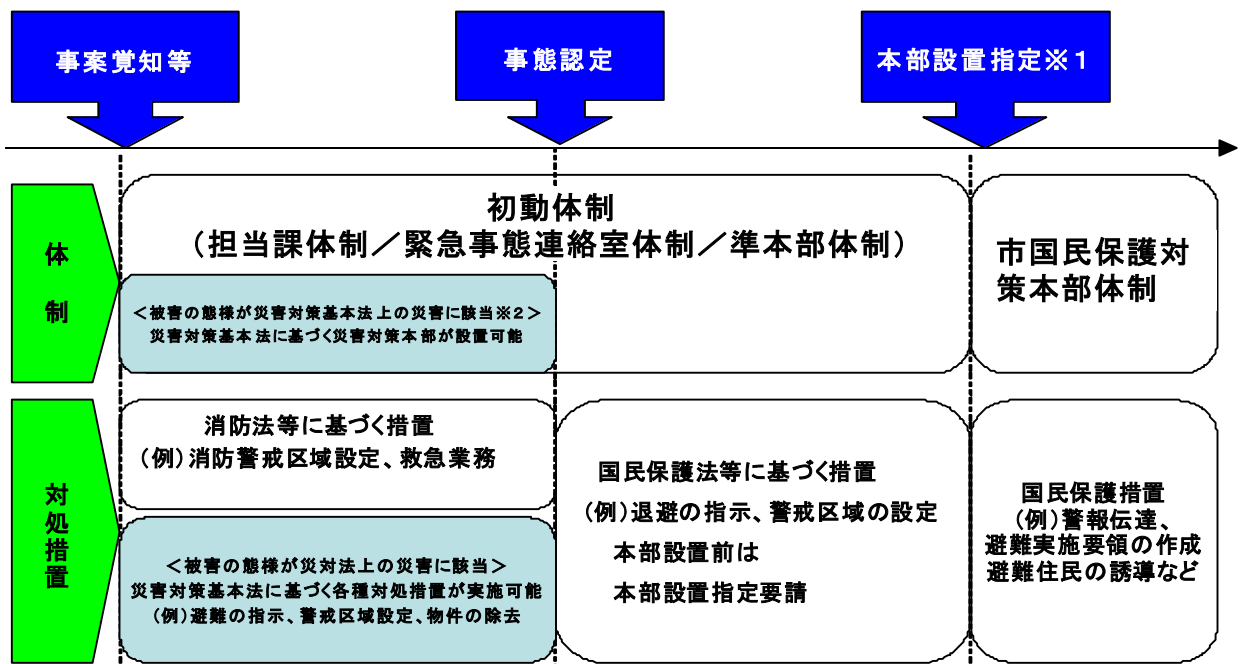 事案覚知等
事態認定
本部設置指定※1
体
制
初動体制
（担当課体制／緊急事態連絡室体制／準本部体制）
＜被害の態様が災害対策基本法上の災害に該当※2＞
災害対策基本法に基づく災害対策本部が設置可能
市国民保護対
策本部体制
対
処
措
置
消防法等に基づく措置
（例）消防警戒区域設定、救急業務
＜被害の態様が災対法上の災害に該当＞
災害対策基本法に基づく各種対処措置が実施可能
（例）避難の指示、警戒区域設定、物件の除去
国民保護法等に基づく措置
（例）退避の指示、警戒区域の設定
本部設置前は
本部設置指定要請
国民保護措置
（例）警報伝達、
避難実施要領の作成
避難住民の誘導など